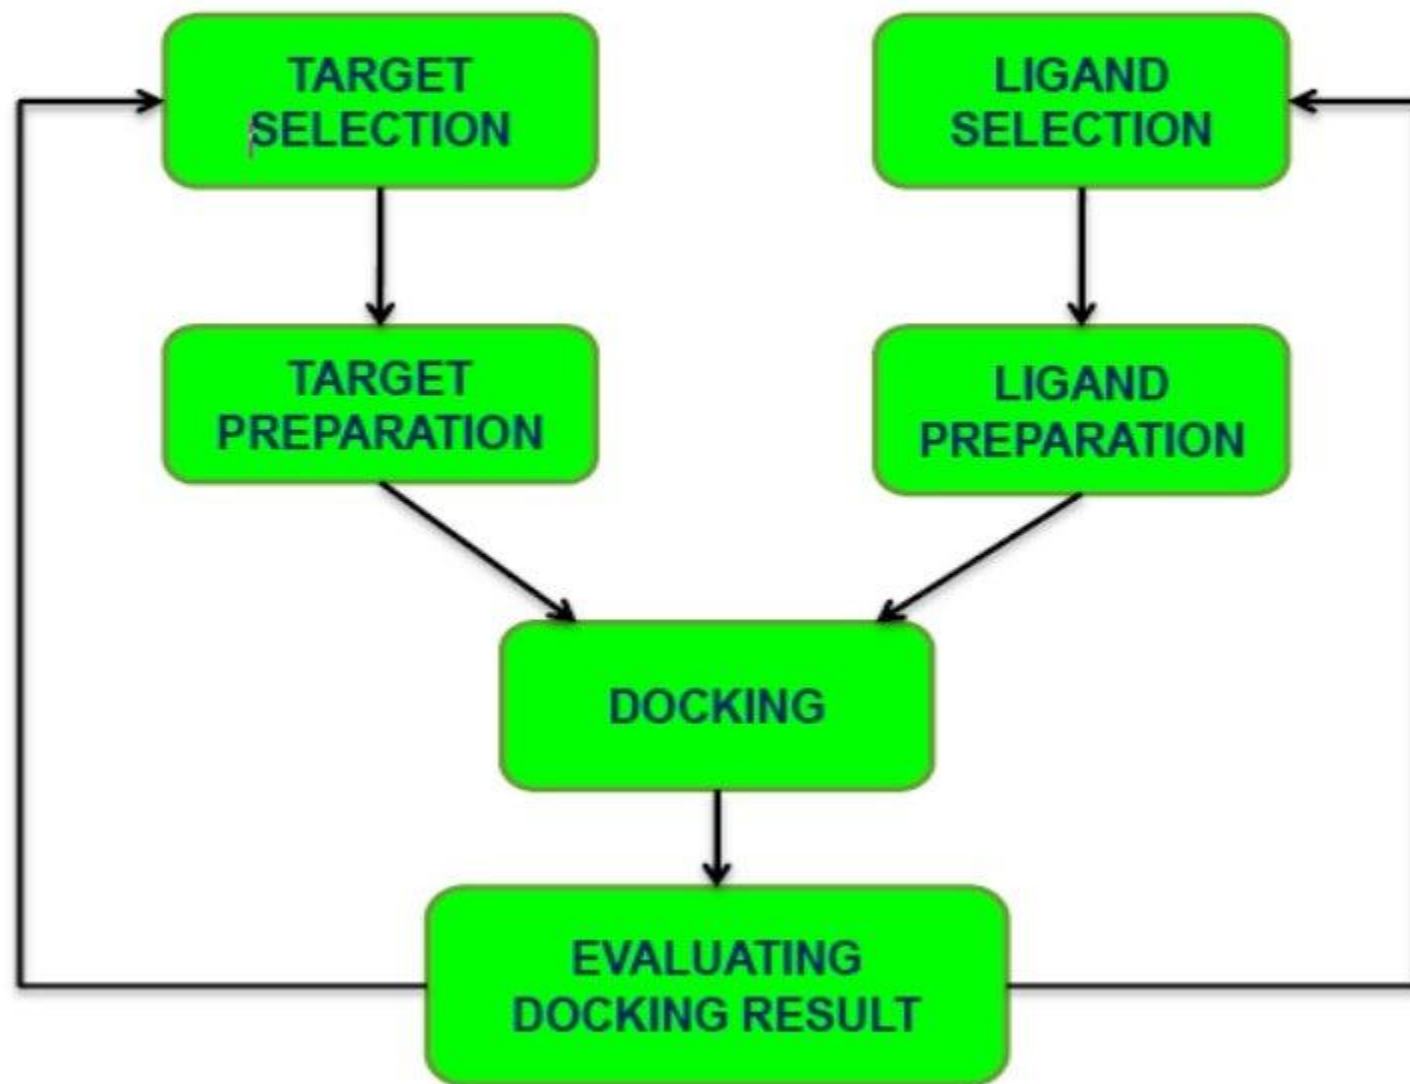 TARGET
SELECTION
LIGAND
SELECTION
TARGET
PREPARATION
LIGAND
PREPARATION
DOCKING
EVALUATING
DOCKING RESULT